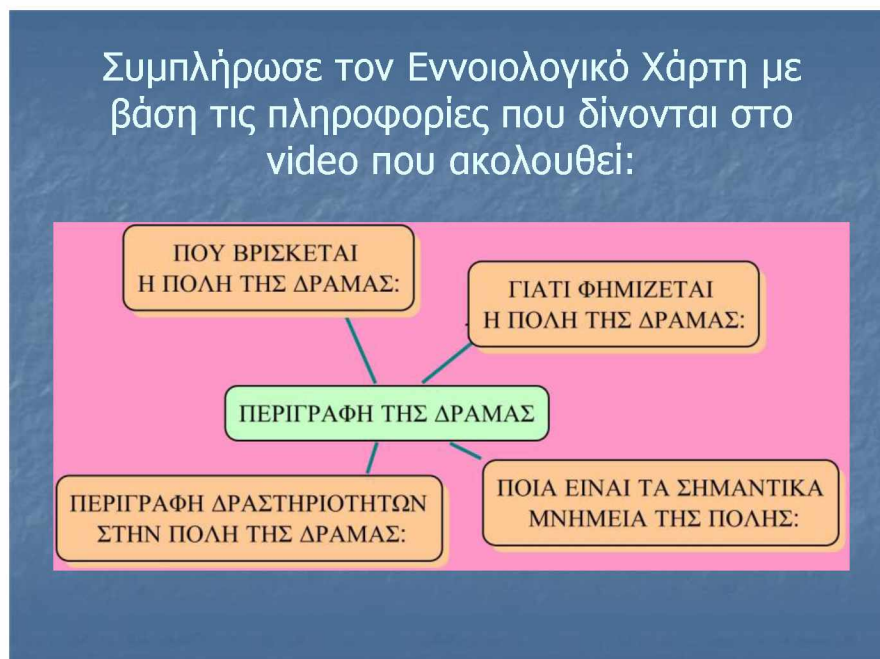 Συμπλήρωσε τον Εννοιολογικό Χάρτη με
βάση τις πληροφορίες που δίνονται στο
video που ακολουθεί:
ΠΟΥ ΒΡΙΣΚΕΤΑΙ
Η ΠΟΛΗ ΤΗΣ ΔΡΑΜΑΣ:
ΓΙΑΤΙ ΦΗΜΙΖΕΤΑΙ
Η ΠΟΛΗ ΤΗΣ ΔΡΑΜΑΣ:
ΠΕΡΙΓΡΑΦΗ ΤΗΣ ΔΡΑΜΑΣ
ΠΕΡΙΓΡΑΦΗ ΔΡΑΣΤΗΡΙΟΤΗΤΩΝ
ΣΤΗΝ ΠΟΛΗ ΤΗΣ ΔΡΑΜΑΣ:
ΠΟΙΑ ΕΙΝΑΙ ΤΑ ΣΗΜΑΝΤΙΚΑ
ΜΝΗΜΕΙΑ ΤΗΣ ΠΟΛΗΣ: